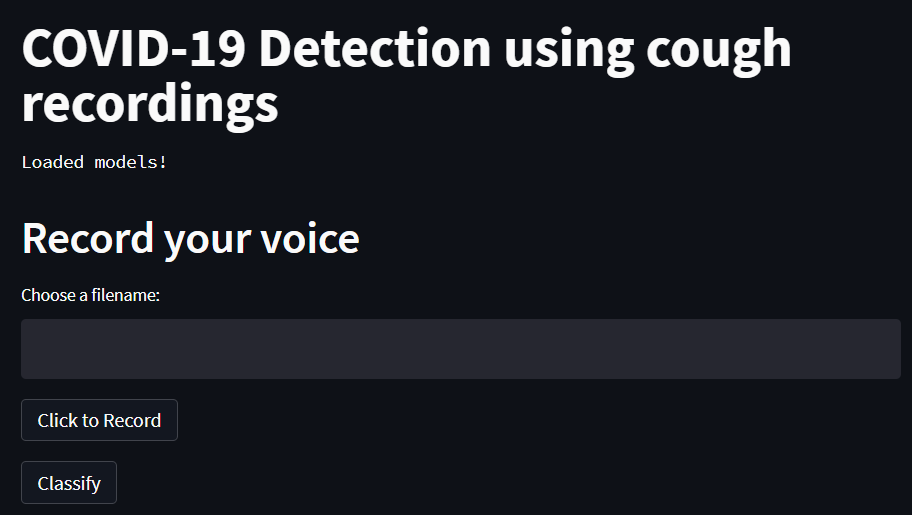 COVID-19 Detection using cough
recordings
Loaded models!
Record your voice
Choose a filename:
Click to Record
Classify